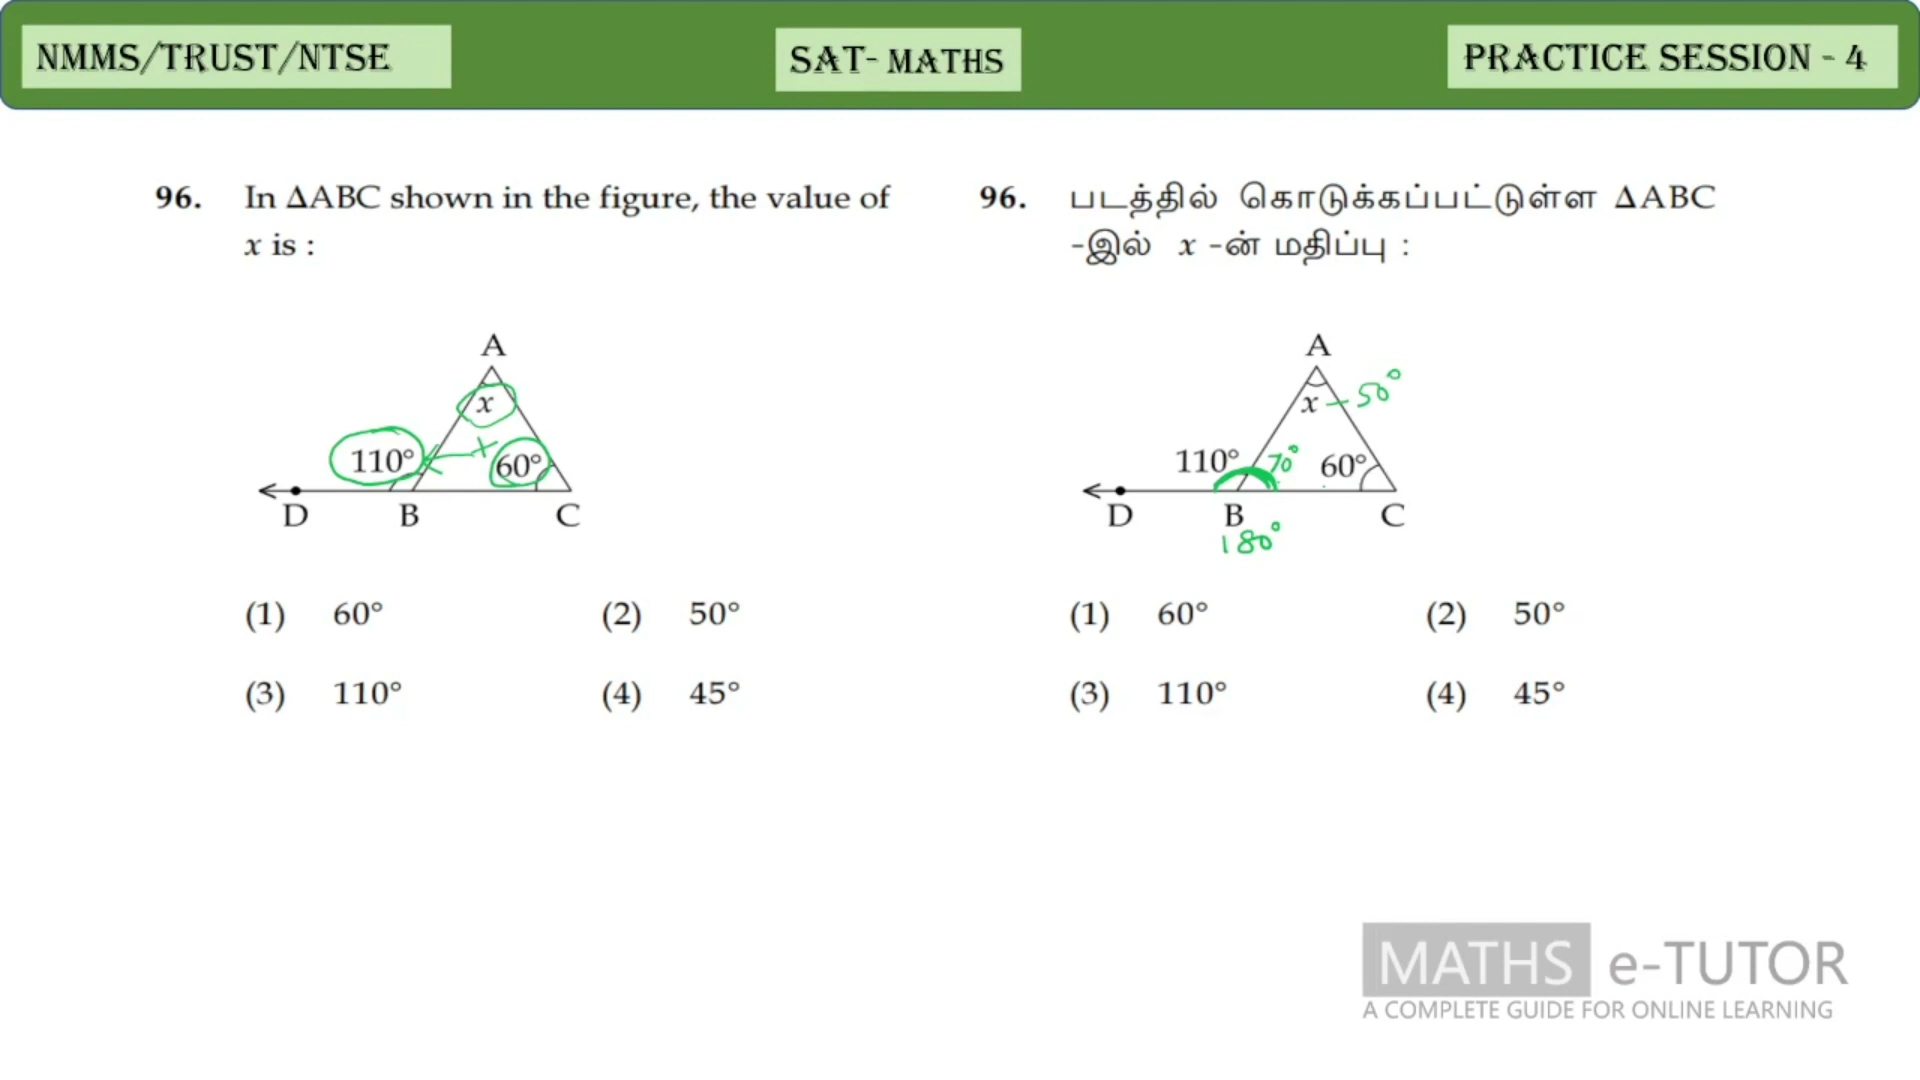 NMMS/TRUST/NTSE
SAT- MATHS
PRACTICE SESSION - 4
96. In ΔABC shown in the figure, the value of
x is :
A
x
110°
+
60°
D B C
(1) 60° (2) 50°
(3) 110° (4) 45°
96. படத்தில் கொடுக்கப்பட்டுள்ள ΔABC
-இல் x -ன் மதிப்பு :
A
x - 50°
110° 70° 60°
D B C
180°
(1) 60° (2) 50°
(3) 110° (4) 45°
MATHS e-TUTOR
A COMPLETE GUIDE FOR ONLINE LEARNING